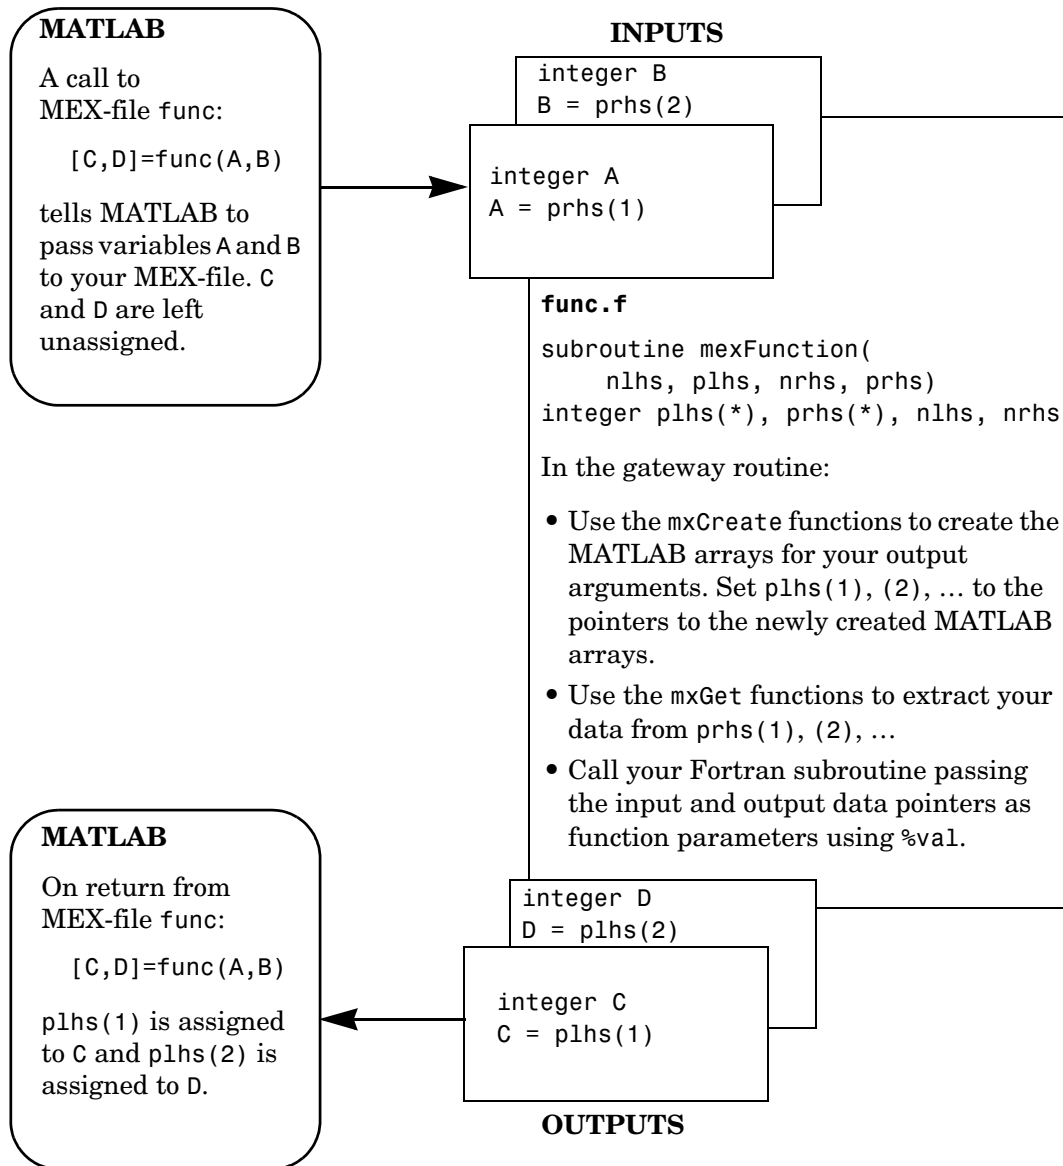 MATLAB
A call to
MEX-file func:
[C,D]=func(A,B)
tells MATLAB to
pass variables A and B
to your MEX-file. C
and D are left
unassigned.
INPUTS
integer B
B = prhs(2)
integer A
A = prhs(1)
func.f
subroutine mexFunction(
nlhs, plhs, nrhs, prhs)
integer plhs(*), prhs(*), nlhs, nrhs
In the gateway routine:
• Use the mxCreate functions to create the
MATLAB arrays for your output
arguments. Set plhs(1), (2), … to the
pointers to the newly created MATLAB
arrays.
• Use the mxGet functions to extract your
data from prhs(1), (2), …
• Call your Fortran subroutine passing
the input and output data pointers as
function parameters using %val.
MATLAB
On return from
MEX-file func:
[C,D]=func(A,B)
plhs(1) is assigned
to C and plhs(2) is
assigned to D.
integer D
D = plhs(2)
integer C
C = plhs(1)
OUTPUTS